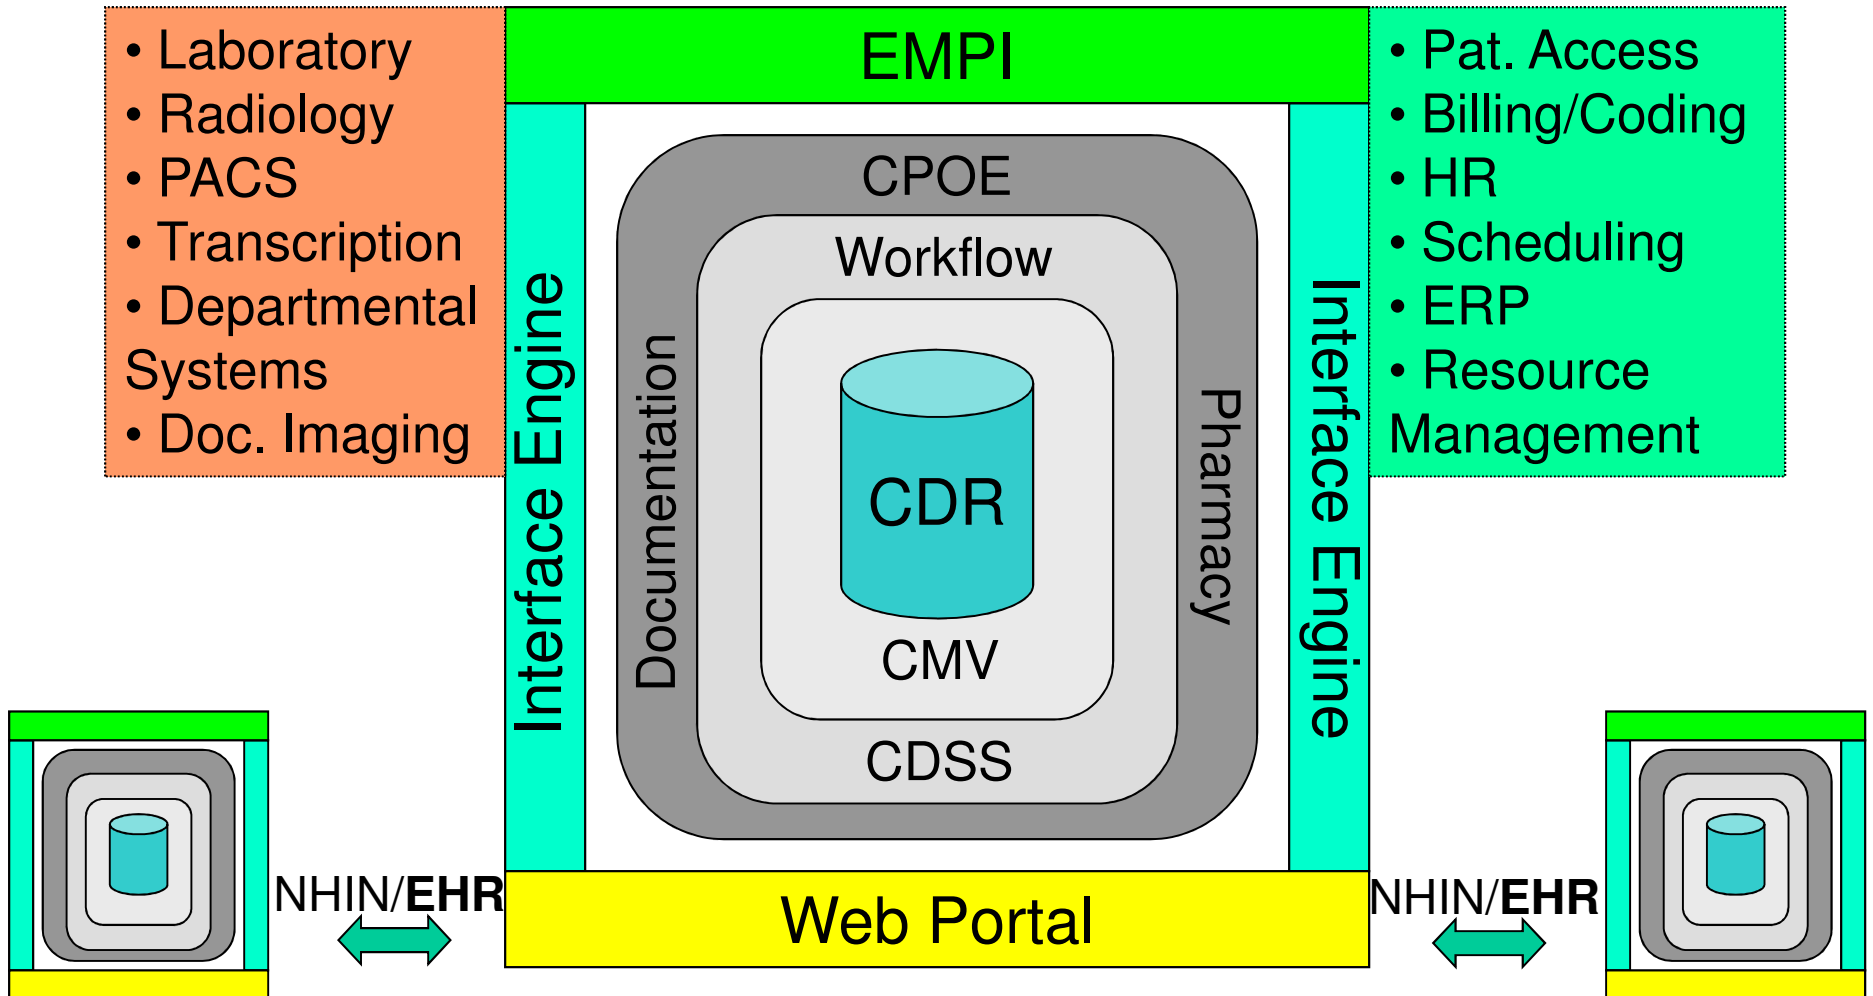 • Laboratory
• Radiology
• PACS
• Transcription
• Departmental
Systems
• Doc. Imaging
EMPI
• Pat. Access
• Billing/Coding
• HR
• Scheduling
• ERP
• Resource
Management
Interface Engine
Documentation
CPOE
Workflow
CDR
CMV
CDSS
Pharmacy
Interface Engine
NHIN/EHR
Web Portal
NHIN/EHR